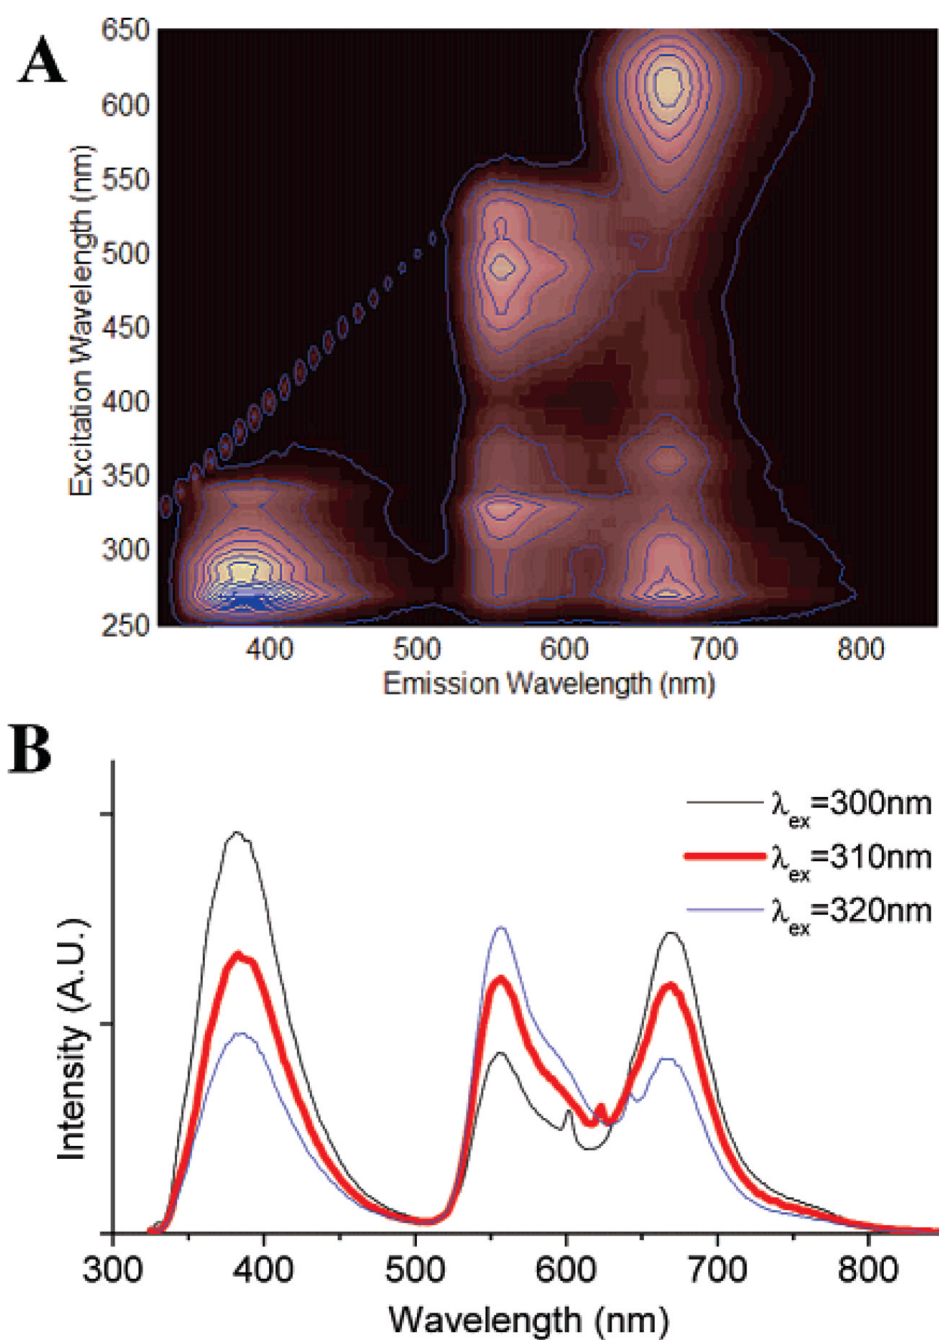 A
650
600
550
500
450
400
350
300
250
Excitation Wavelength (nm)
400 500 600 700 800
Emission Wavelength (nm)
B
λex=300nm
λex=310nm
λex=320nm
Intensity (A.U.)
300 400 500 600 700 800
Wavelength (nm)